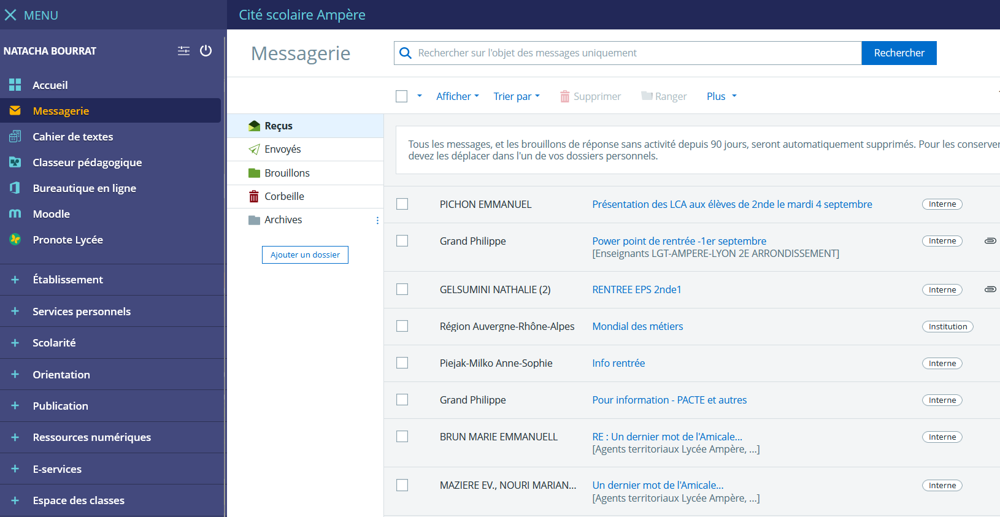 MENU
Cité scolaire Ampère
NATACHA BOURRAT
Accueil
Messagerie
Cahier de textes
Classeur pédagogique
Bureautique en ligne
Moodle
Pronote Lycée
Établissement
Services personnels
Scolarité
Orientation
Publication
Ressources numériques
E-services
Espace des classes
Messagerie
Rechercher sur l'objet des messages uniquement
Rechercher
Afficher
Trier par
Supprimer
Ranger
Plus
Reçus
Envoyés
Brouillons
Corbeille
Archives
Ajouter un dossier
Tous les messages, et les brouillons de réponse sans activité depuis 90 jours, seront automatiquement supprimés. Pour les conserver
devez les déplacer dans l'un de vos dossiers personnels.
PICHON EMMANUEL
Présentation des LCA aux élèves de 2nde le mardi 4 septembre
Interne
Grand Philippe
Power point de rentrée -1er septembre
Interne
[Enseignants LGT-AMPERE-LYON 2E ARRONDISSEMENT]
GELSUMINI NATHALIE (2)
RENTREE EPS 2nde1
Interne
Région Auvergne-Rhône-Alpes
Mondial des métiers
Institution
Piejak-Milko Anne-Sophie
Info rentrée
Interne
Grand Philippe
Pour information - PACTE et autres
Interne
BRUN MARIE EMMANUELL
RE : Un dernier mot de l'Amicale...
Interne
[Agents territoriaux Lycée Ampère, ...]
MAZIERE EV., NOURI MARIAN...
Un dernier mot de l'Amicale...
Interne
[Agents territoriaux Lycée Ampère, ...]